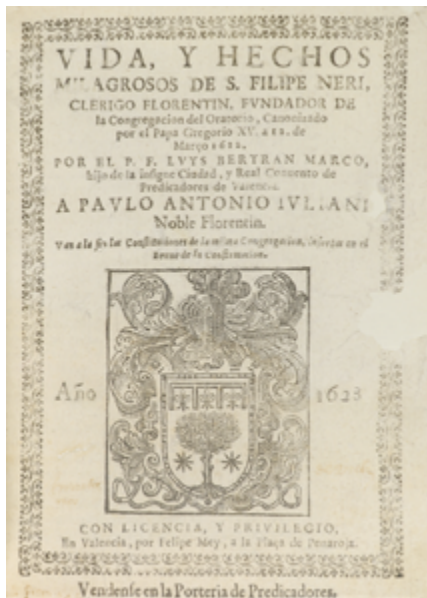 VIDA, Y HECHOS
MILAGROSOS DE S. FILIPE NERI,
CLERIGO FLORENTIN, FVNDADOR DE
la Congregacion del Oratorio, Canonizado
por el Papa Gregorio XV. a 12. de
Março 1622.
POR EL P. F. LVYS BERTRAN MARCO,
hijo de la insigne Ciudad, y Real Conuento de
Predicadores de Valencia.
A PAVLO ANTONIO IVLIANI
Noble Florentin.
Van a la fin las Constituciones de la misma Congregacion, insertas en el
Breue de su Confirmacion.
Año 1623
CON LICENCIA, Y PRIVILEGIO,
En Valencia, por Felipe Mey, a la Plaça de Penaroja.
Vendense en la Porteria de Predicadores.